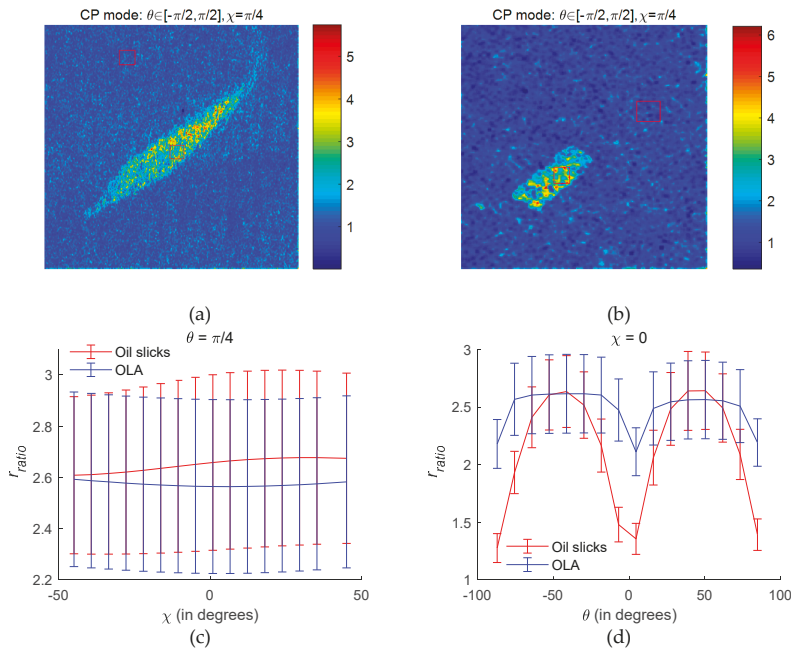 CP mode: θ∈[-π/2,π/2],χ=π/4
5
4
3
2
1
(a)
CP mode: θ∈[-π/2,π/2],χ=π/4
6
5
4
3
2
1
(b)
θ = π/4
Oil slicks
OLA
3
2.8
2.6
2.4
2.2
r_ratio
-50
0
50
χ (in degrees)
(c)
χ = 0
3
2.5
2
1.5
1
r_ratio
Oil slicks
OLA
-100
-50
0
50
100
θ (in degrees)
(d)